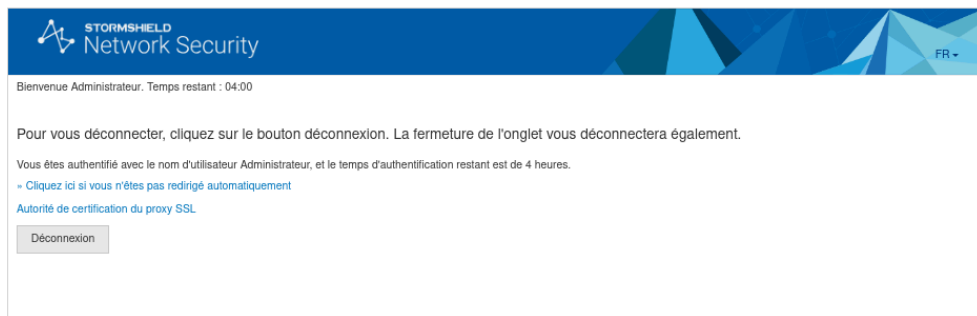 STORMSHIELD
Network Security
FR
Bienvenue Administrateur. Temps restant : 04:00
Pour vous déconnecter, cliquez sur le bouton déconnexion. La fermeture de l'onglet vous déconnectera également.
Vous êtes authentifié avec le nom d'utilisateur Administrateur, et le temps d'authentification restant est de 4 heures.
» Cliquez ici si vous n'êtes pas redirigé automatiquement
Autorité de certification du proxy SSL
Déconnexion